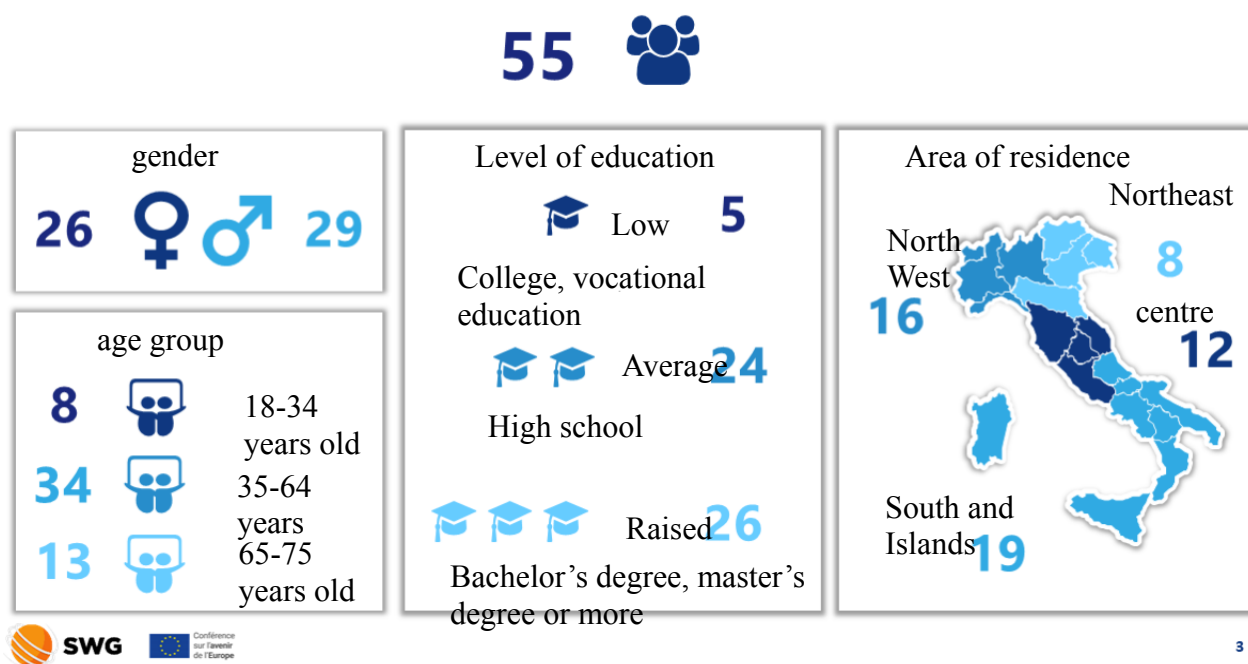 55
gender
26
29
age group
8
18-34
years old
34
35-64
years
13
65-75
years old
Level of education
Low
5
College, vocational
education
Average
24
High school
Raised
26
Bachelor’s degree, master’s
degree or more
Area of residence
Northeast
8
North
West
16
centre
12
South and
Islands
19
SWG
Conférence
sur l'avenir
de l'Europe
3